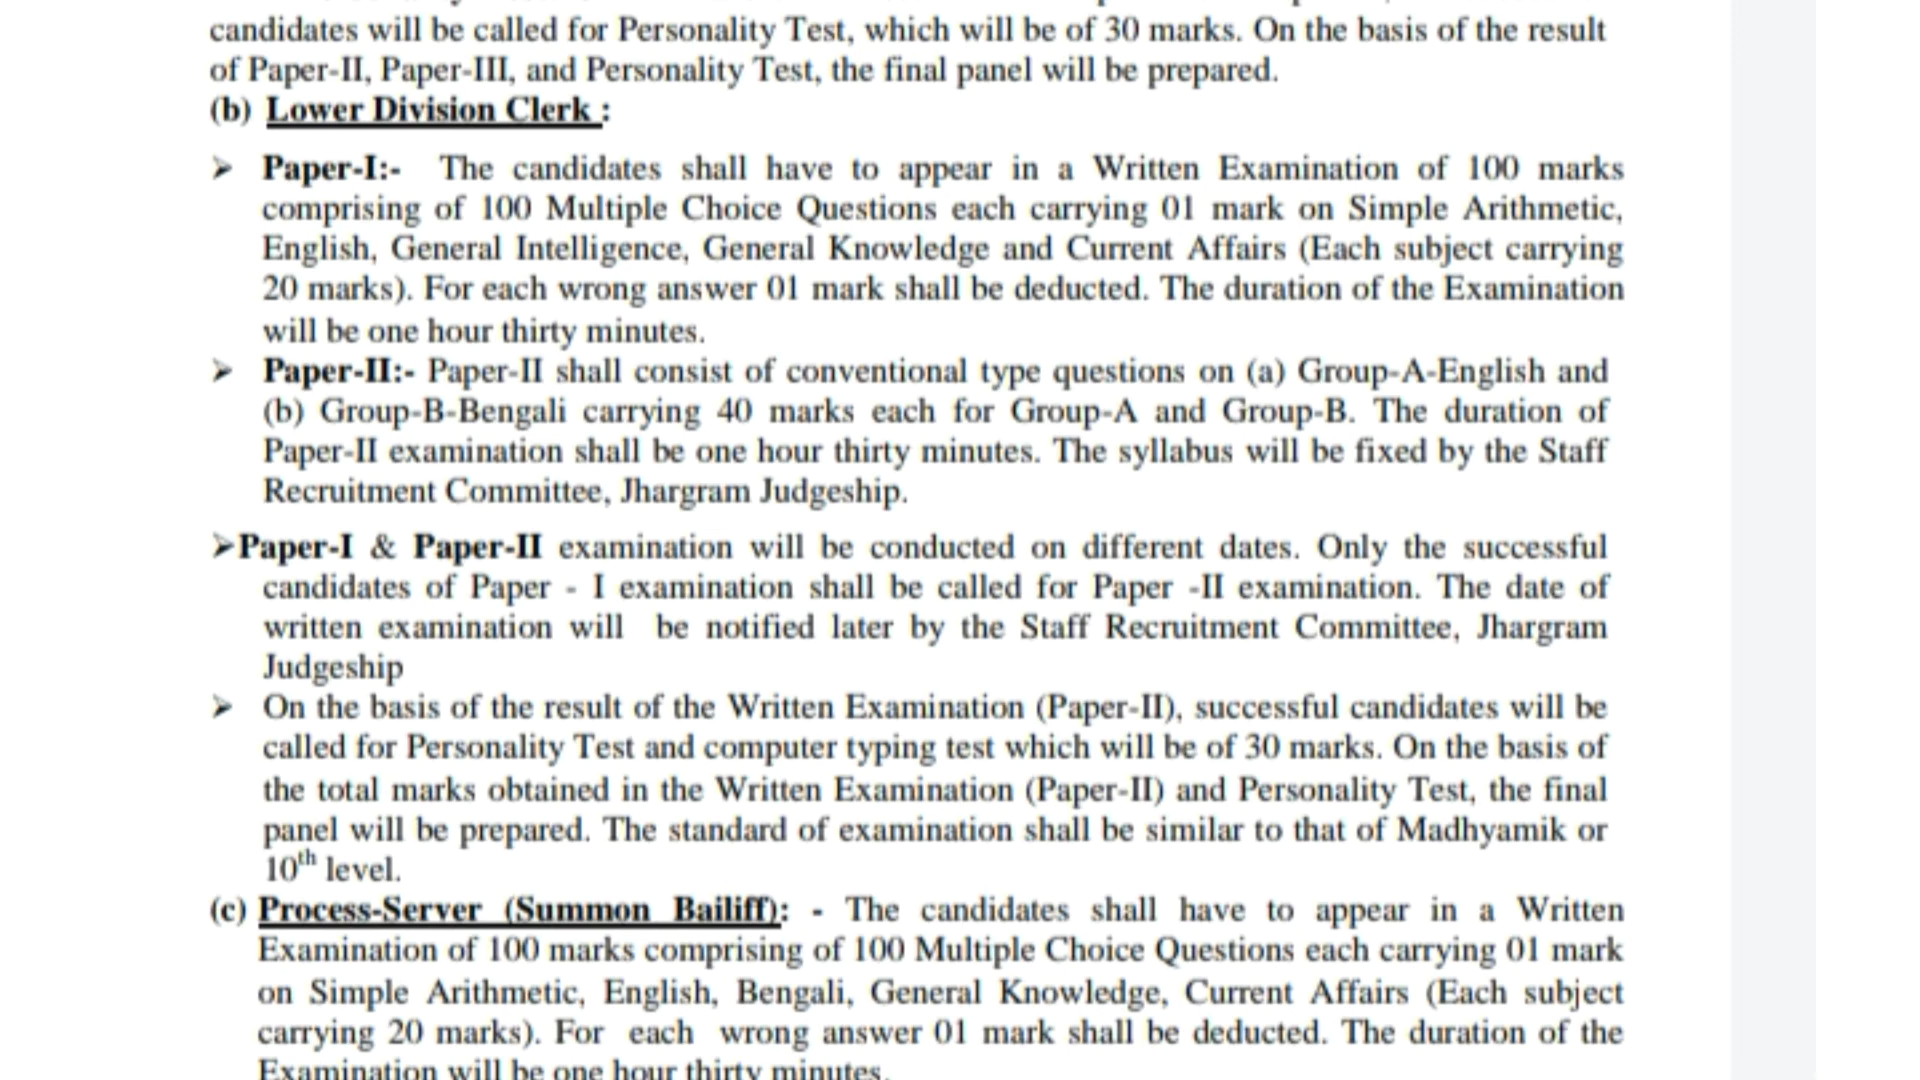 candidates will be called for Personality Test, which will be of 30 marks. On the basis of the result
of Paper-II, Paper-III, and Personality Test, the final panel will be prepared.
(b) Lower Division Clerk :
➢ Paper-I:- The candidates shall have to appear in a Written Examination of 100 marks
comprising of 100 Multiple Choice Questions each carrying 01 mark on Simple Arithmetic,
English, General Intelligence, General Knowledge and Current Affairs (Each subject carrying
20 marks). For each wrong answer 01 mark shall be deducted. The duration of the Examination
will be one hour thirty minutes.
➢ Paper-II:- Paper-II shall consist of conventional type questions on (a) Group-A-English and
(b) Group-B-Bengali carrying 40 marks each for Group-A and Group-B. The duration of
Paper-II examination shall be one hour thirty minutes. The syllabus will be fixed by the Staff
Recruitment Committee, Jhargram Judgeship.
➢Paper-I & Paper-II examination will be conducted on different dates. Only the successful
candidates of Paper - I examination shall be called for Paper -II examination. The date of
written examination will be notified later by the Staff Recruitment Committee, Jhargram
Judgeship
➢ On the basis of the result of the Written Examination (Paper-II), successful candidates will be
called for Personality Test and computer typing test which will be of 30 marks. On the basis of
the total marks obtained in the Written Examination (Paper-II) and Personality Test, the final
panel will be prepared. The standard of examination shall be similar to that of Madhyamik or
10th level.
(c) Process-Server (Summon Bailiff): - The candidates shall have to appear in a Written
Examination of 100 marks comprising of 100 Multiple Choice Questions each carrying 01 mark
on Simple Arithmetic, English, Bengali, General Knowledge, Current Affairs (Each subject
carrying 20 marks). For each wrong answer 01 mark shall be deducted. The duration of the
Examination will be one hour thirty minutes.